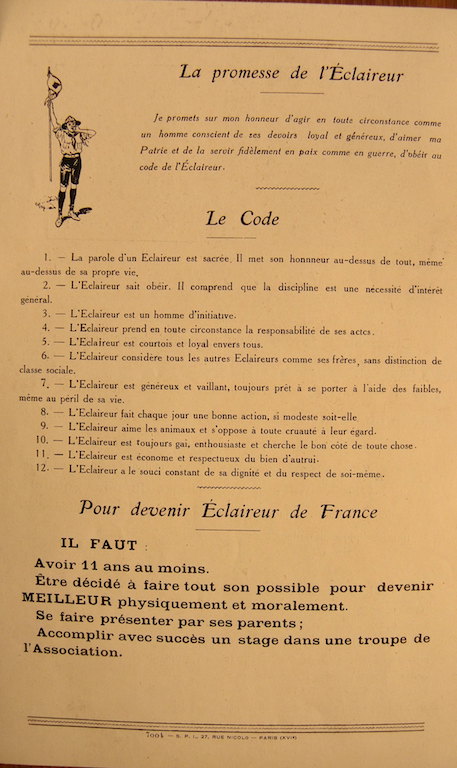 La promesse de l'Éclaireur
Je promets sur mon honneur d'agir en toute circonstance comme
un homme conscient de ses devoirs loyal et généreux, d'aimer ma
Patrie et de la servir fidèlement en paix comme en guerre, d'obéir au
code de l'Éclaireur.
Le Code
1. — La parole d'un Eclaireur est sacrée. Il met son honnneur au-dessus de tout, même
au-dessus de sa propre vie.
2. — L'Eclaireur sait obéir. Il comprend que la discipline est une nécessité d'intérêt
général.
3. — L'Eclaireur est un homme d'initiative.
4. — L'Eclaireur prend en toute circonstance la responsabilité de ses actes.
5. — L'Eclaireur est courtois et loyal envers tous.
6. — L'Eclaireur considère tous les autres Eclaireurs comme ses frères, sans distinction de
classe sociale.
7. — L'Eclaireur est généreux et vaillant, toujours prêt à se porter à l'aide des faibles,
même au peril de sa vie.
8. — L'Eclaireur fait chaque jour une bonne action, si modeste soit-elle
9. — L'Eclaireur aime les animaux et s'oppose à toute cruauté à leur égard.
10. — L'Eclaireur est toujours gai, enthousiaste et cherche le bon côté de toute chose.
11. — L'Eclaireur est économe et respectueux du bien d'autrui.
12. — L'Eclaireur a le souci constant de sa dignité et du respect de soi-même.
Pour devenir Éclaireur de France
IL FAUT :
Avoir 11 ans au moins.
Être décidé à faire tout son possible pour devenir
MEILLEUR physiquement et moralement.
Se faire présenter par ses parents ;
Accomplir avec succès un stage dans une troupe de
l'Association.
7004 — S. P. I., 27, RUE NICOLO — PARIS (XVIe)